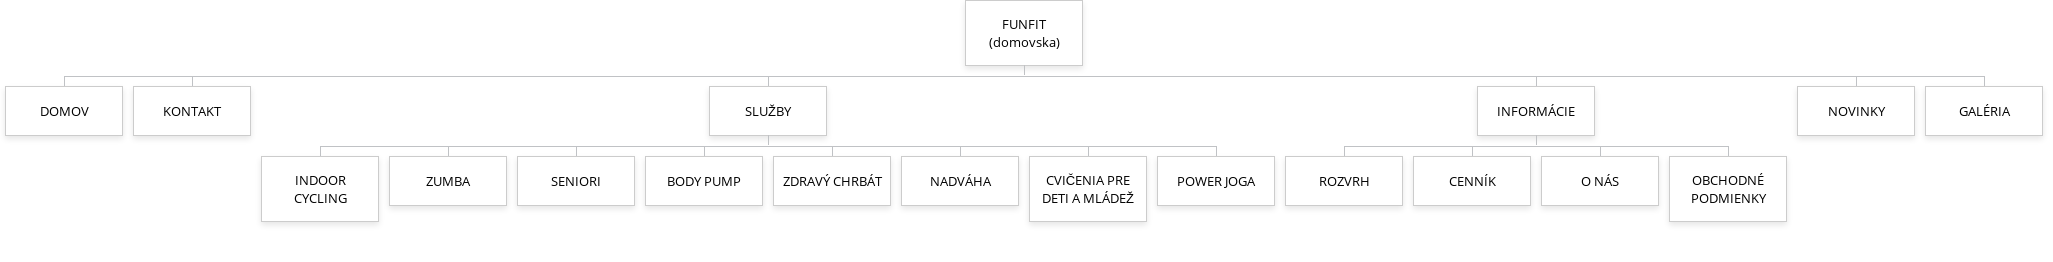 FUNFIT
(domovska)
DOMOV
KONTAKT
SLUŽBY
INFORMÁCIE
NOVINKY
GALÉRIA
INDOOR
CYCLING
ZUMBA
SENIORI
BODY PUMP
ZDRAVÝ CHRBÁT
NADVÁHA
CVIČENIA PRE
DETI A MLÁDEŽ
POWER JOGA
ROZVRH
CENNÍK
O NÁS
OBCHODNÉ
PODMIENKY